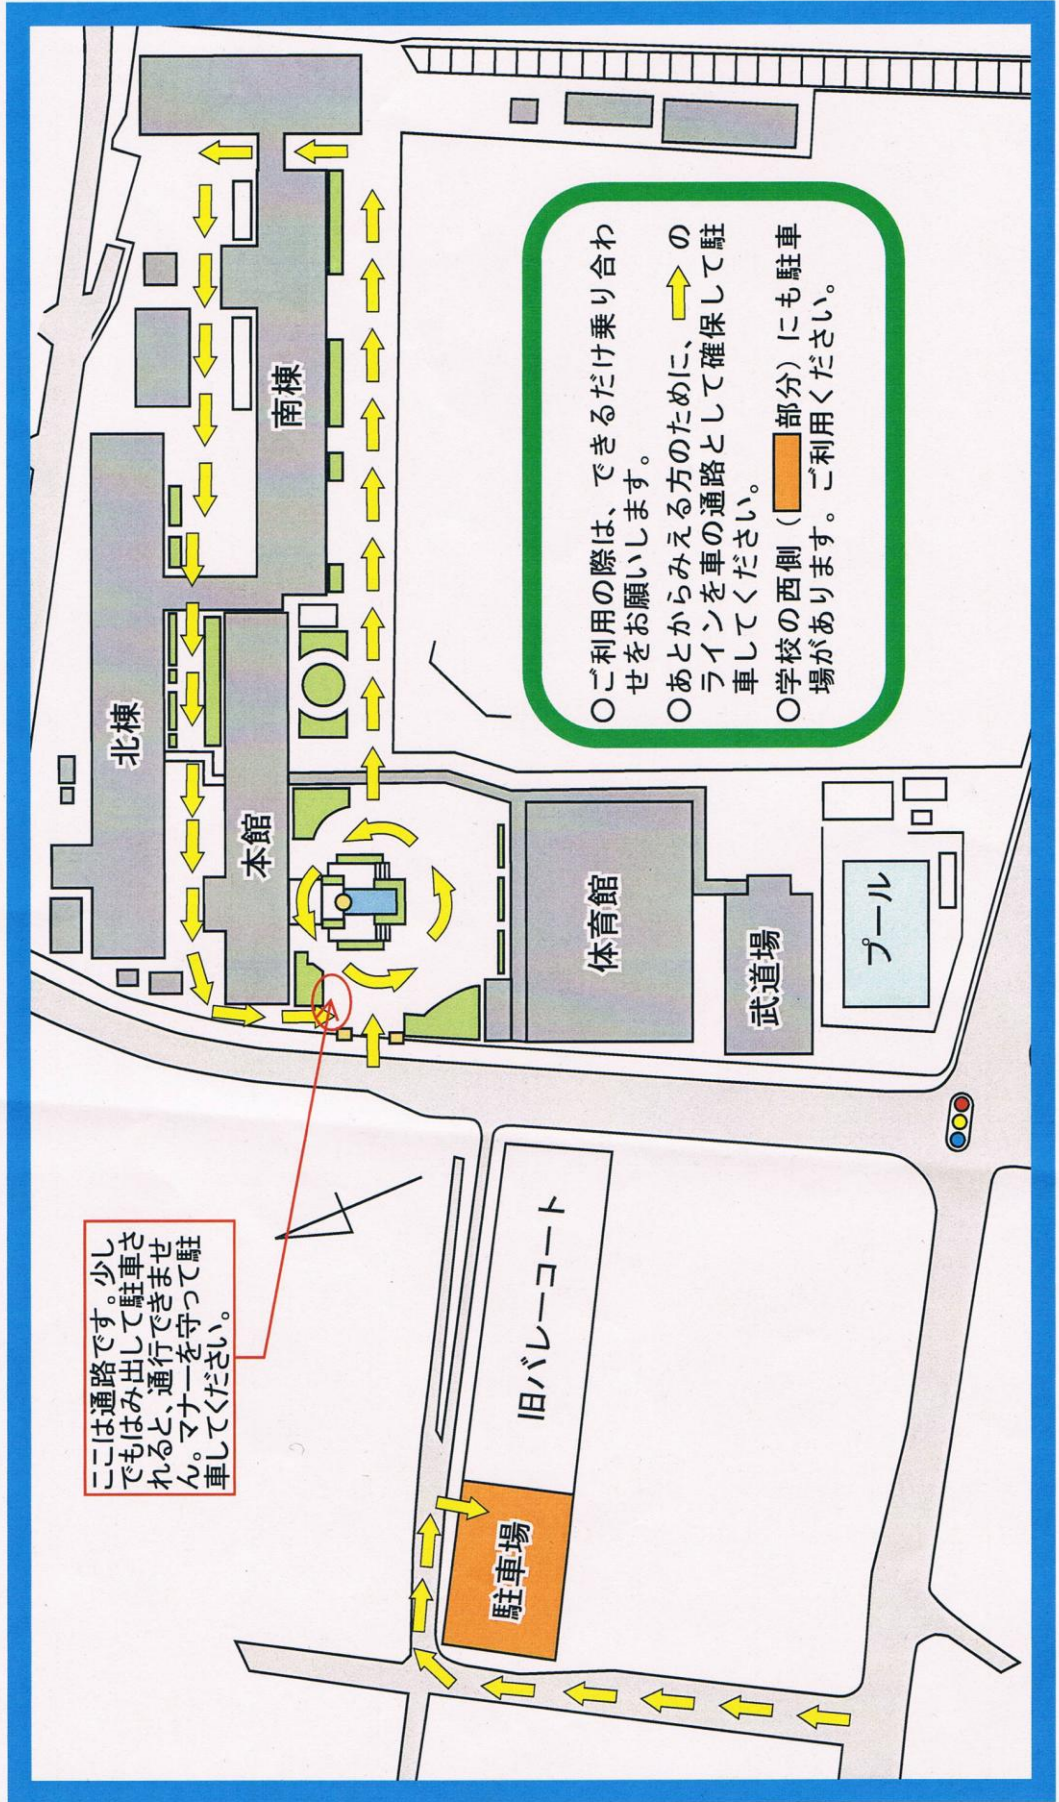 ここは通路です。少し
でもはみ出して駐車さ
れると、通行できませ
ん。マナーを守って駐
車してください。
北棟
南棟
本館
体育館
武道場
プール
旧バレーコート
駐車場
○ご利用の際は、できるだけ乗り合わ
せをお願いします。
○あとからみえる方のために、➡の
ラインを車の通路として確保して駐
車してください。
○学校の西側（部分）にも駐車
場があります。ご利用ください。